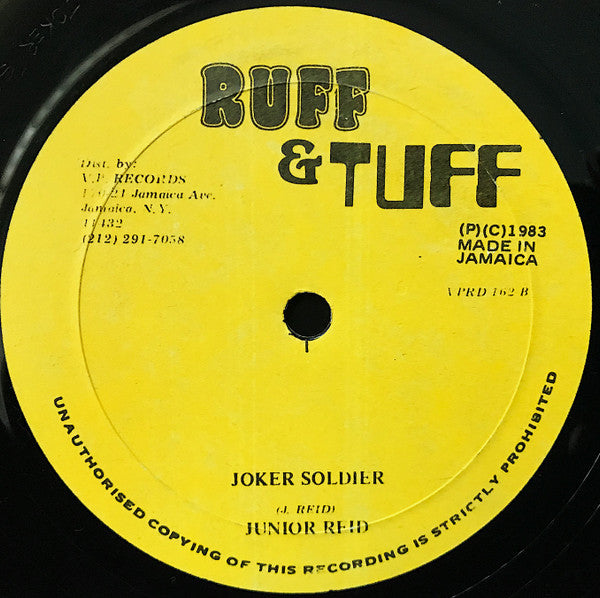 RUFF
& TUFF
Dist. by:
V.P. RECORDS
170-21 Jamaica Ave.
Jamaica, N.Y.
11432
(212) 291-7058
(P)(C)1983
MADE IN
JAMAICA
VPRD 162 B
JOKER SOLDIER
(J. REID)
JUNIOR REID
UNAUTHORISED COPYING OF THIS RECORDING IS STRICTLY PROHIBITED